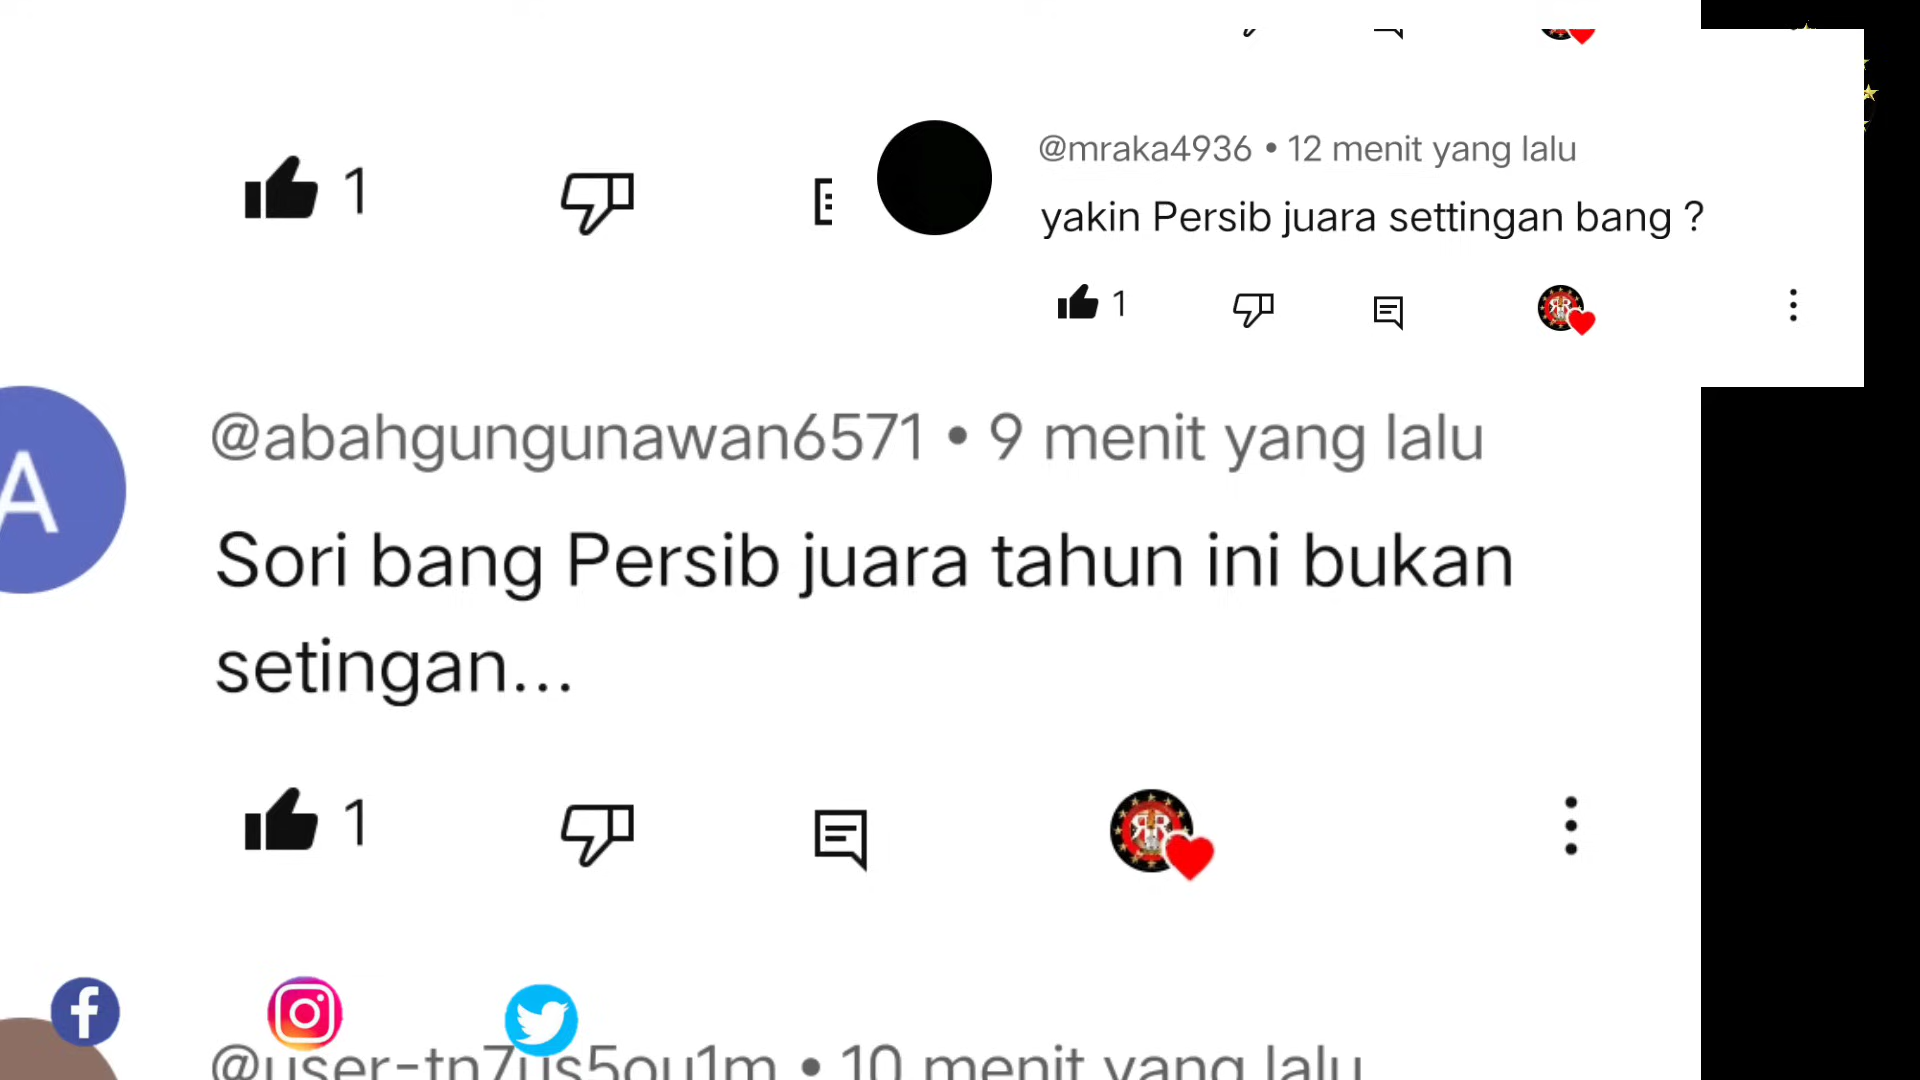 @mraka4936 • 12 menit yang lalu
yakin Persib juara settingan bang ?
1
1
@abahgungunawan6571 • 9 menit yang lalu
A
Sori bang Persib juara tahun ini bukan
setingan...
1
@user-tn7us5ou1m • 10 menit yang lalu